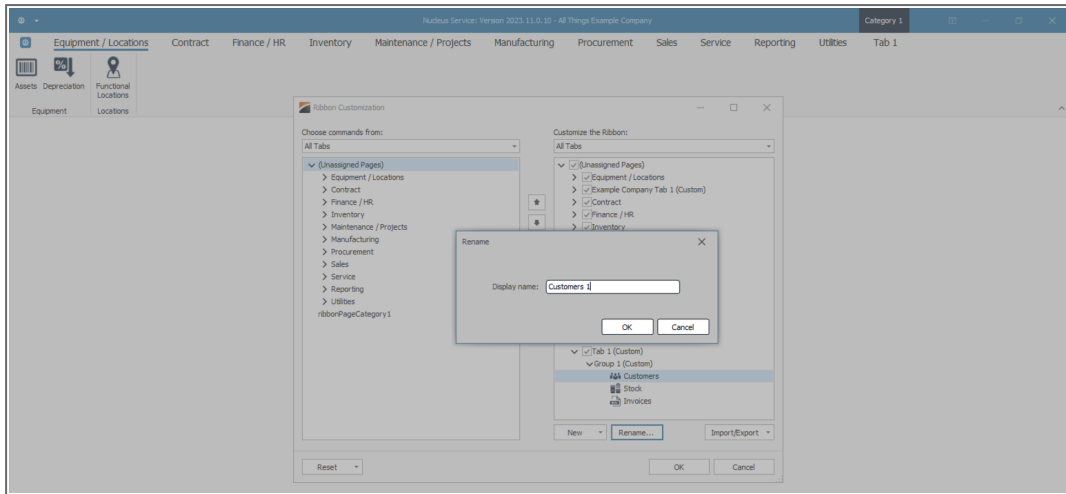 Nucleus Service: Version 2023.11.0.10 - All Things Example Company
Category 1
Equipment / Locations
Contract
Finance / HR
Inventory
Maintenance / Projects
Manufacturing
Procurement
Sales
Service
Reporting
Utilities
Tab 1
Assets
Depreciation
Functional
Locations
Equipment
Locations
Ribbon Customization
Choose commands from:
All Tabs
(Unassigned Pages)
Equipment / Locations
Contract
Finance / HR
Inventory
Maintenance / Projects
Manufacturing
Procurement
Sales
Service
Reporting
Utilities
ribbonPageCategory1
Customize the Ribbon:
All Tabs
(Unassigned Pages)
Equipment / Locations
Example Company Tab 1 (Custom)
Contract
Finance / HR
Inventory
Rename
Display name:
Customers 1
OK
Cancel
Tab 1 (Custom)
Group 1 (Custom)
Customers
Stock
Invoices
New
Rename...
Import/Export
Reset
OK
Cancel